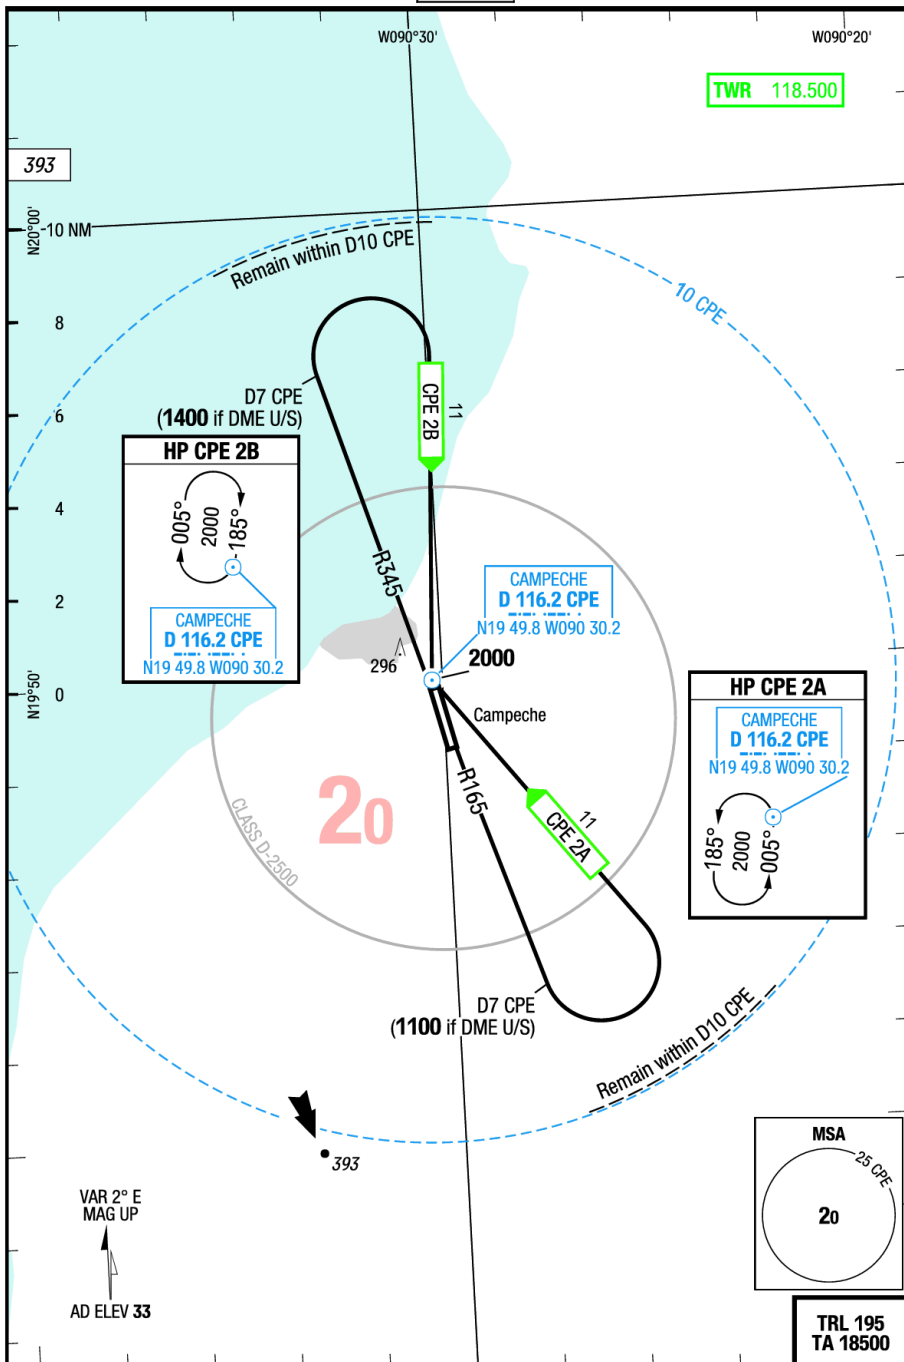 W090°30'
W090°20'
TWR 118.500
393
N20°00'
10 NM
Remain within D10 CPE
10 CPE
8
D7 CPE
(1400 if DME U/S)
CPE 2B
11
6
HP CPE 2B
005°
2000
185°
CAMPECHE
D 116.2 CPE
N19 49.8 W090 30.2
4
R345
CAMPECHE
D 116.2 CPE
N19 49.8 W090 30.2
2
296
2000
N19°50'
0
Campeche
HP CPE 2A
CAMPECHE
D 116.2 CPE
N19 49.8 W090 30.2
185°
2000
005°
R165
20
CLASS D-2500
11
CPE 2A
D7 CPE
(1100 if DME U/S)
Remain within D10 CPE
393
MSA
25 CPE
20
VAR 2° E
MAG UP
AD ELEV 33
TRL 195
TA 18500